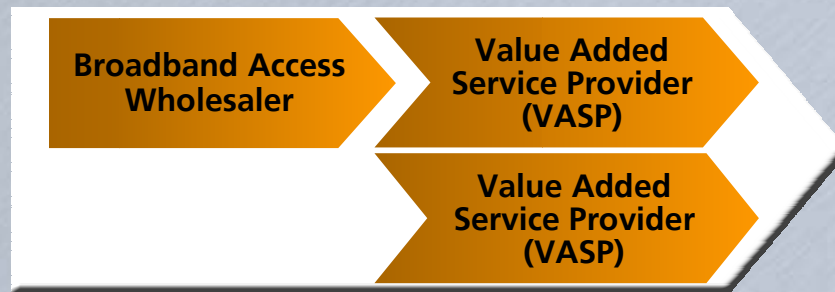 Broadband Access
Wholesaler
Value Added
Service Provider
(VASP)
Value Added
Service Provider
(VASP)